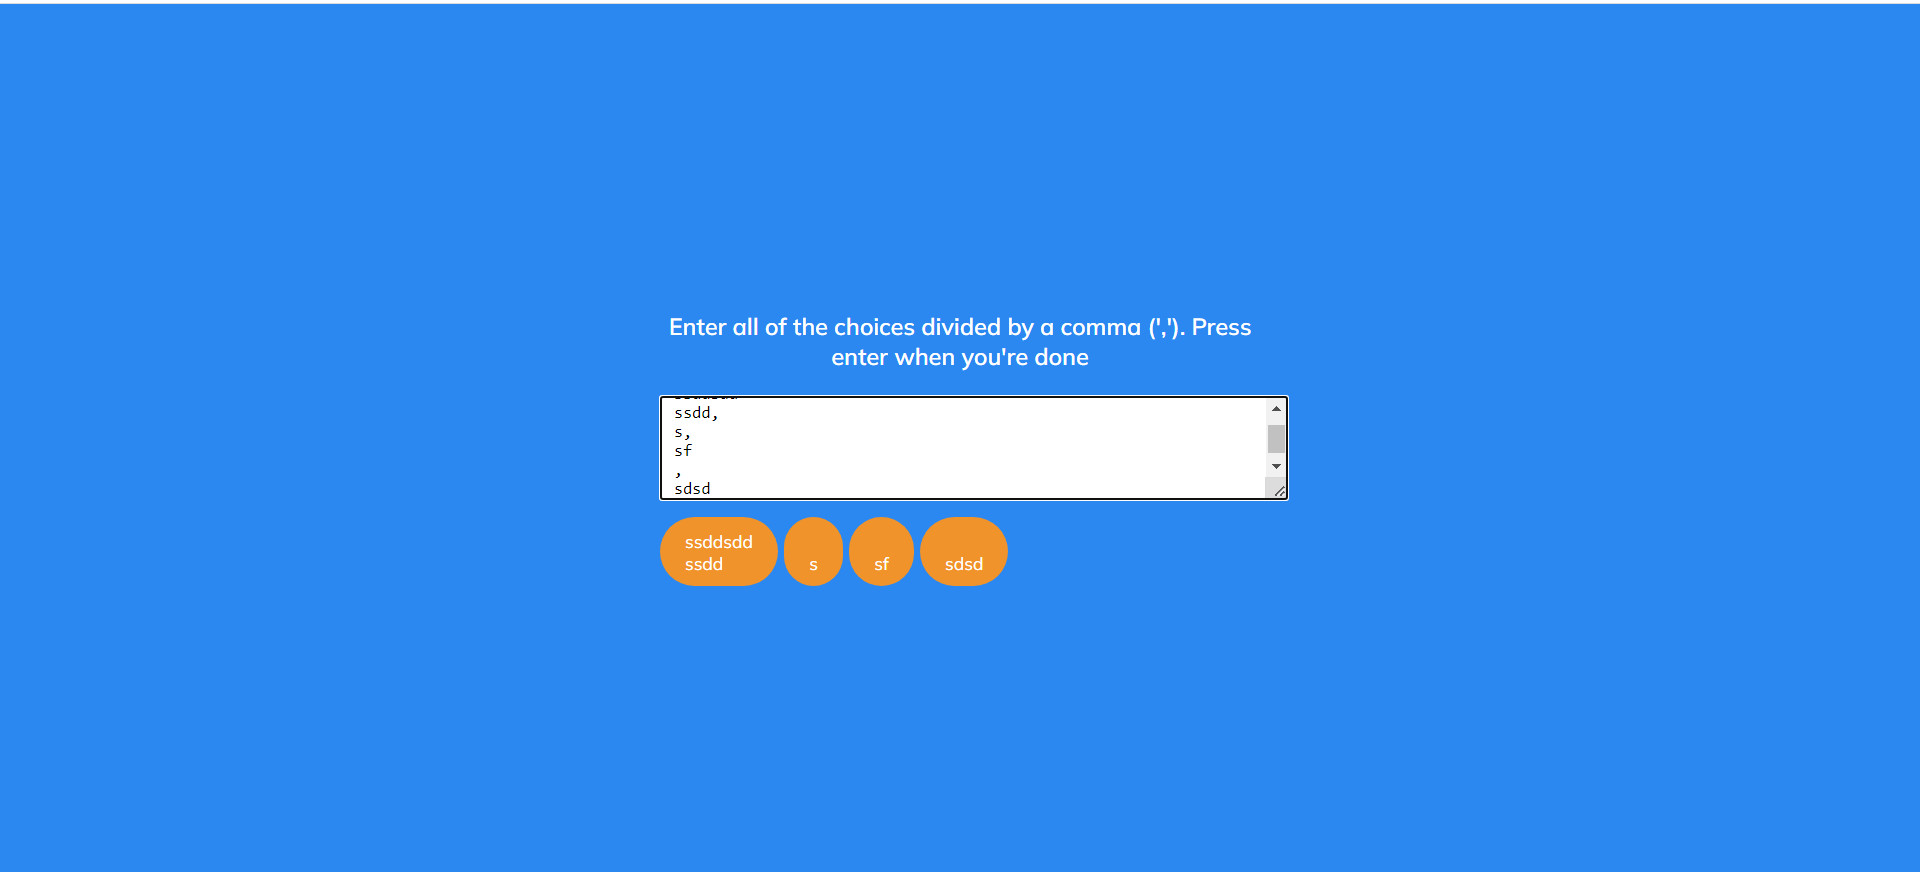 Enter all of the choices divided by a comma (','). Press
enter when you're done
ssdd,
s,
sf
,
sdsd
ssddsdd
ssdd
s
sf
sdsd